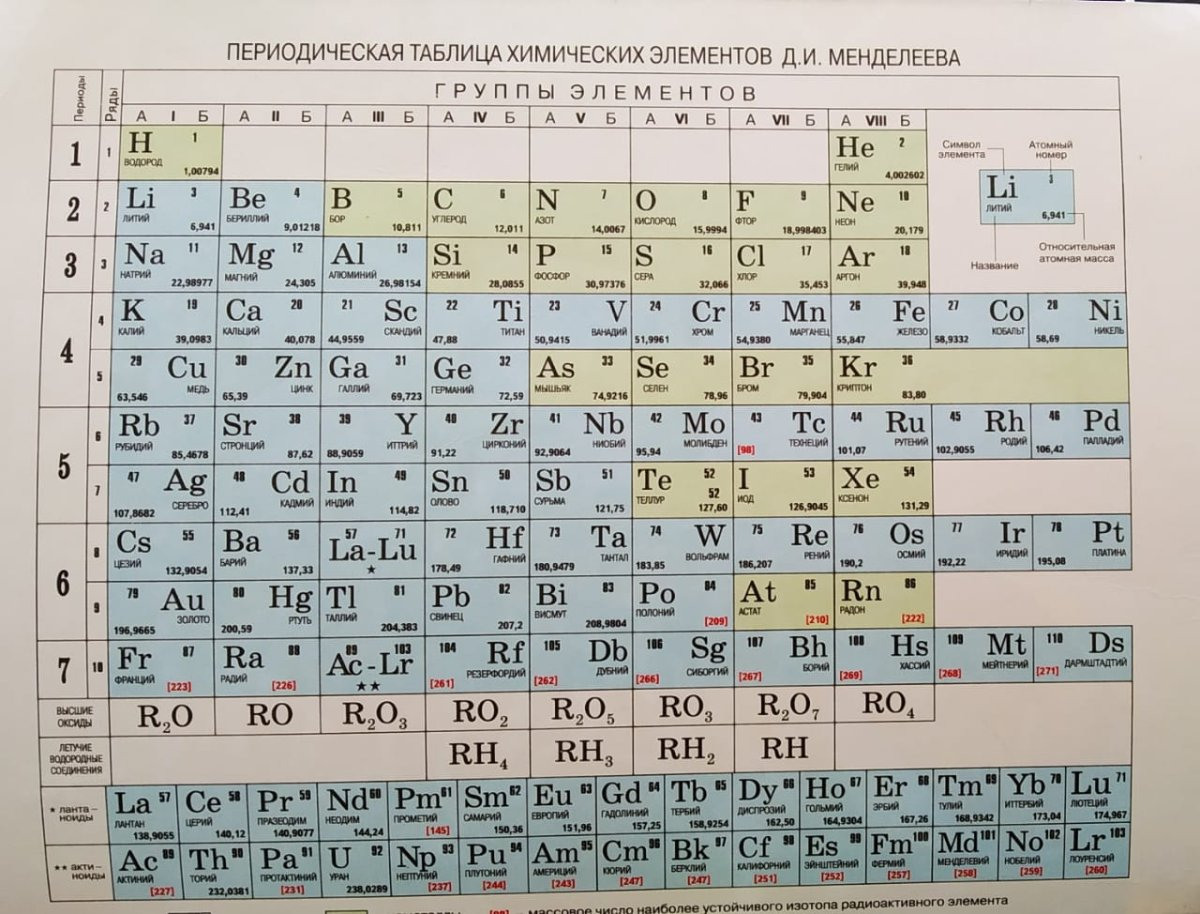 ПЕРИОДИЧЕСКАЯ ТАБЛИЦА ХИМИЧЕСКИХ ЭЛЕМЕНТОВ Д.И. МЕНДЕЛЕЕВА
Периоды Ряды ГРУППЫ ЭЛЕМЕНТОВ
А I Б А II Б А III Б А IV Б А V Б А VI Б А VII Б А VIII Б
1 1 H 1 He 2
ВОДОРОД ГЕЛИЙ
1,00794 4,002602
Символ элемента Атомный номер
Li 3
ЛИТИЙ
6,941
Название Относительная атомная масса
2 2 Li 3 Be 4 B 5 C 6 N 7 O 8 F 9 Ne 10
ЛИТИЙ БЕРИЛЛИЙ БОР УГЛЕРОД АЗОТ КИСЛОРОД ФТОР НЕОН
6,941 9,01218 10,811 12,011 14,0067 15,9994 18,998403 20,179
3 3 Na 11 Mg 12 Al 13 Si 14 P 15 S 16 Cl 17 Ar 18
НАТРИЙ МАГНИЙ АЛЮМИНИЙ КРЕМНИЙ ФОСФОР СЕРА ХЛОР АРГОН
22,98977 24,305 26,98154 28,0855 30,97376 32,066 35,453 39,948
4 4 K 19 Ca 20 21 Sc 22 Ti 23 V 24 Cr 25 Mn 26 Fe 27 Co 28 Ni
КАЛИЙ КАЛЬЦИЙ СКАНДИЙ ТИТАН ВАНАДИЙ ХРОМ МАРГАНЕЦ ЖЕЛЕЗО КОБАЛЬТ НИКЕЛЬ
39,0983 40,078 44,9559 47,88 50,9415 51,9961 54,9380 55,847 58,9332 58,69
5 29 Cu 30 Zn Ga 31 Ge 32 As 33 Se 34 Br 35 Kr 36
МЕДЬ ЦИНК ГАЛЛИЙ ГЕРМАНИЙ МЫШЬЯК СЕЛЕН БРОМ КРИПТОН
63,546 65,39 69,723 72,59 74,9216 78,96 79,904 83,80
5 6 Rb 37 Sr 38 39 Y 40 Zr 41 Nb 42 Mo 43 Tc 44 Ru 45 Rh 46 Pd
РУБИДИЙ СТРОНЦИЙ ИТТРИЙ ЦИРКОНИЙ НИОБИЙ МОЛИБДЕН ТЕХНЕЦИЙ РУТЕНИЙ РОДИЙ ПАЛЛАДИЙ
85,4678 87,62 88,9059 91,22 92,9064 95,94 [98] 101,07 102,9055 106,42
7 47 Ag 48 Cd In 49 Sn 50 Sb 51 Te 52 I 53 Xe 54
СЕРЕБРО КАДМИЙ ИНДИЙ ОЛОВО СУРЬМА ТЕЛЛУР 52 ИОД КСЕНОН
107,8682 112,41 114,82 118,710 121,75 127,60 126,9045 131,29
6 8 Cs 55 Ba 56 57 La-Lu 71 72 Hf 73 Ta 74 W 75 Re 76 Os 77 Ir 78 Pt
ЦЕЗИЙ БАРИЙ ★ ГАФНИЙ ТАНТАЛ ВОЛЬФРАМ РЕНИЙ ОСМИЙ ИРИДИЙ ПЛАТИНА
132,9054 137,33 178,49 180,9479 183,85 186,207 190,2 192,22 195,08
9 79 Au 80 Hg Tl 81 Pb 82 Bi 83 Po 84 At 85 Rn 86
ЗОЛОТО РТУТЬ ТАЛЛИЙ СВИНЕЦ ВИСМУТ ПОЛОНИЙ АСТАТ РАДОН
196,9665 200,59 204,383 207,2 208,9804 [209] [210] [222]
7 10 Fr 87 Ra 88 89 Ac-Lr 103 104 Rf 105 Db 106 Sg 107 Bh 108 Hs 109 Mt 110 Ds
ФРАНЦИЙ РАДИЙ ★★ РЕЗЕРФОРДИЙ ДУБНИЙ СИБОРГИЙ БОРИЙ ХАССИЙ МЕЙТНЕРИЙ ДАРМШТАДТИЙ
[223] [226] [261] [262] [266] [267] [269] [268] [271]
ВЫСШИЕ ОКСИДЫ R₂O RO R₂O₃ RO₂ R₂O₅ RO₃ R₂O₇ RO₄
ЛЕТУЧИЕ ВОДОРОДНЫЕ СОЕДИНЕНИЯ RH₄ RH₃ RH₂ RH
★ ланта-ноиды La 57 Ce 58 Pr 59 Nd 60 Pm 61 Sm 62 Eu 63 Gd 64 Tb 65 Dy 66 Ho 67 Er 68 Tm 69 Yb 70 Lu 71
ЛАНТАН ЦЕРИЙ ПРАЗЕОДИМ НЕОДИМ ПРОМЕТИЙ САМАРИЙ ЕВРОПИЙ ГАДОЛИНИЙ ТЕРБИЙ ДИСПРОЗИЙ ГОЛЬМИЙ ЭРБИЙ ТУЛИЙ ИТТЕРБИЙ ЛЮТЕЦИЙ
138,9055 140,12 140,9077 144,24 [145] 150,36 151,96 157,25 158,9254 162,50 164,9304 167,26 168,9342 173,04 174,967
★★ акти-ноиды Ac 89 Th 90 Pa 91 U 92 Np 93 Pu 94 Am 95 Cm 96 Bk 97 Cf 98 Es 99 Fm 100 Md 101 No 102 Lr 103
АКТИНИЙ ТОРИЙ ПРОТАКТИНИЙ УРАН НЕПТУНИЙ ПЛУТОНИЙ АМЕРИЦИЙ КЮРИЙ БЕРКЛИЙ КАЛИФОРНИЙ ЭЙНШТЕЙНИЙ ФЕРМИЙ МЕНДЕЛЕВИЙ НОБЕЛИЙ ЛОУРЕНСИЙ
[227] 232,0381 [231] 238,0289 [237] [244] [243] [247] [247] [251] [252] [257] [258] [259] [260]
– массовое число наиболее устойчивого изотопа радиоактивного элемента